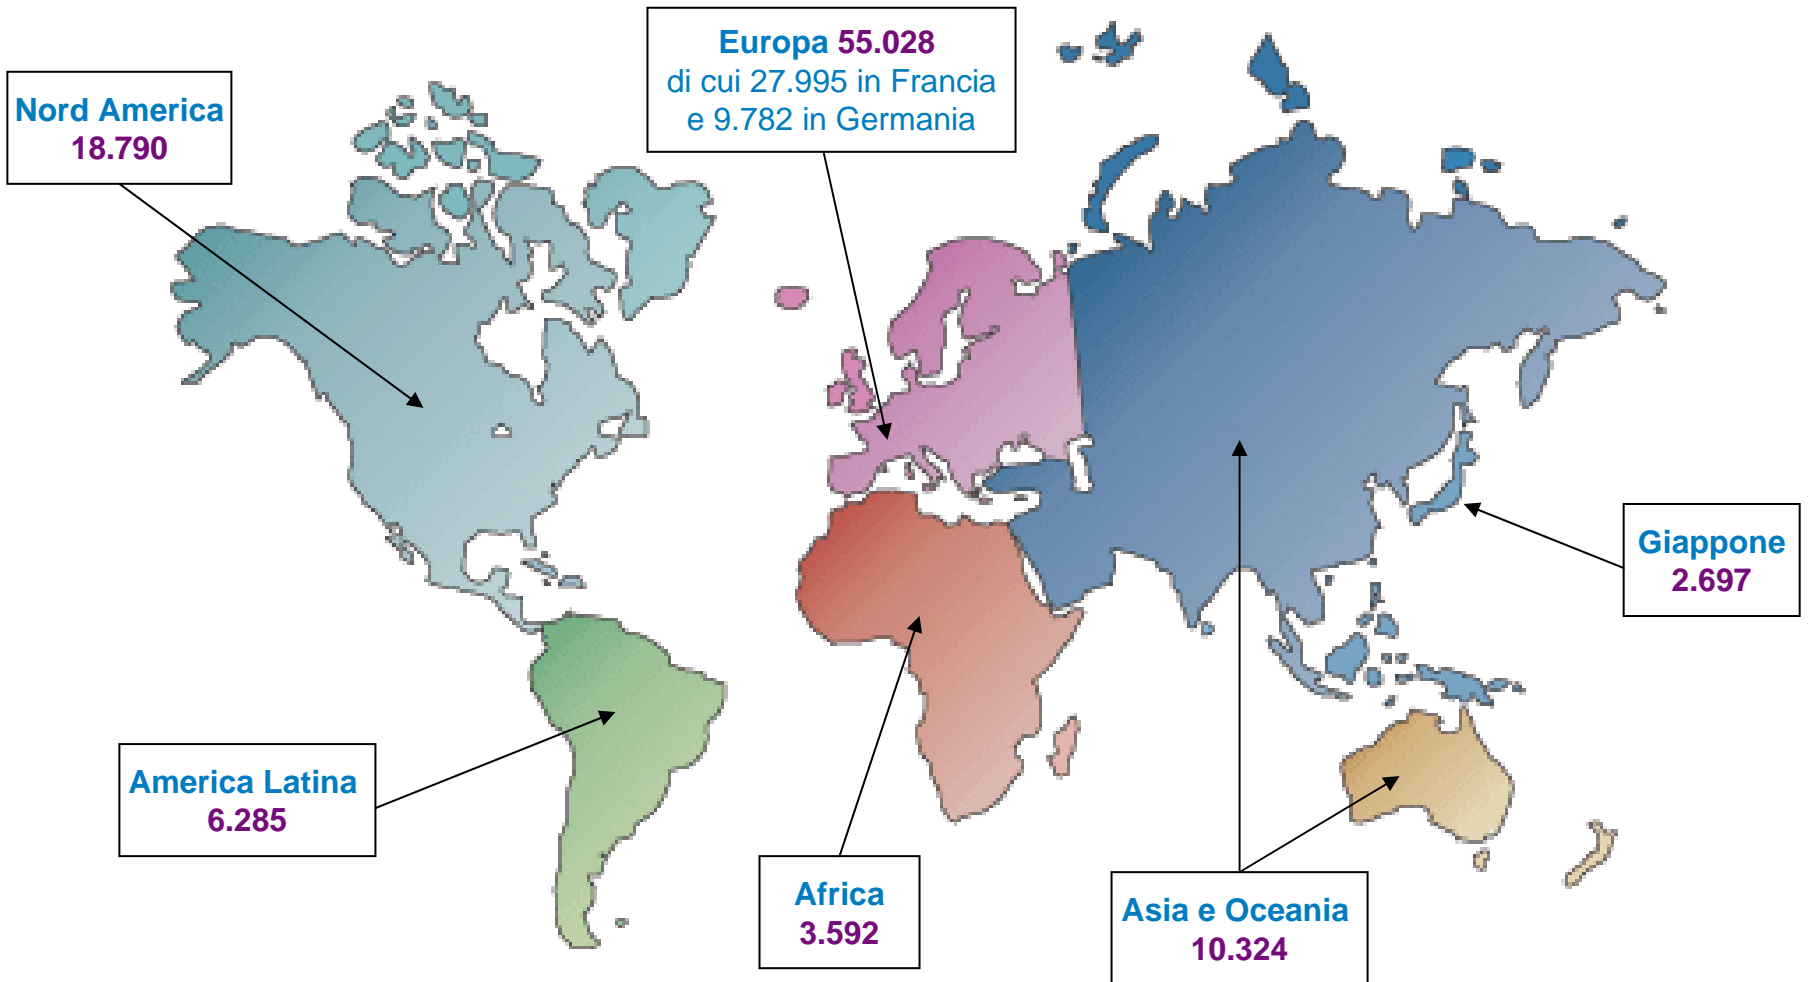 Europa 55.028
di cui 27.995 in Francia
e 9.782 in Germania
Nord America
18.790
Giappone
2.697
America Latina
6.285
Africa
3.592
Asia e Oceania
10.324